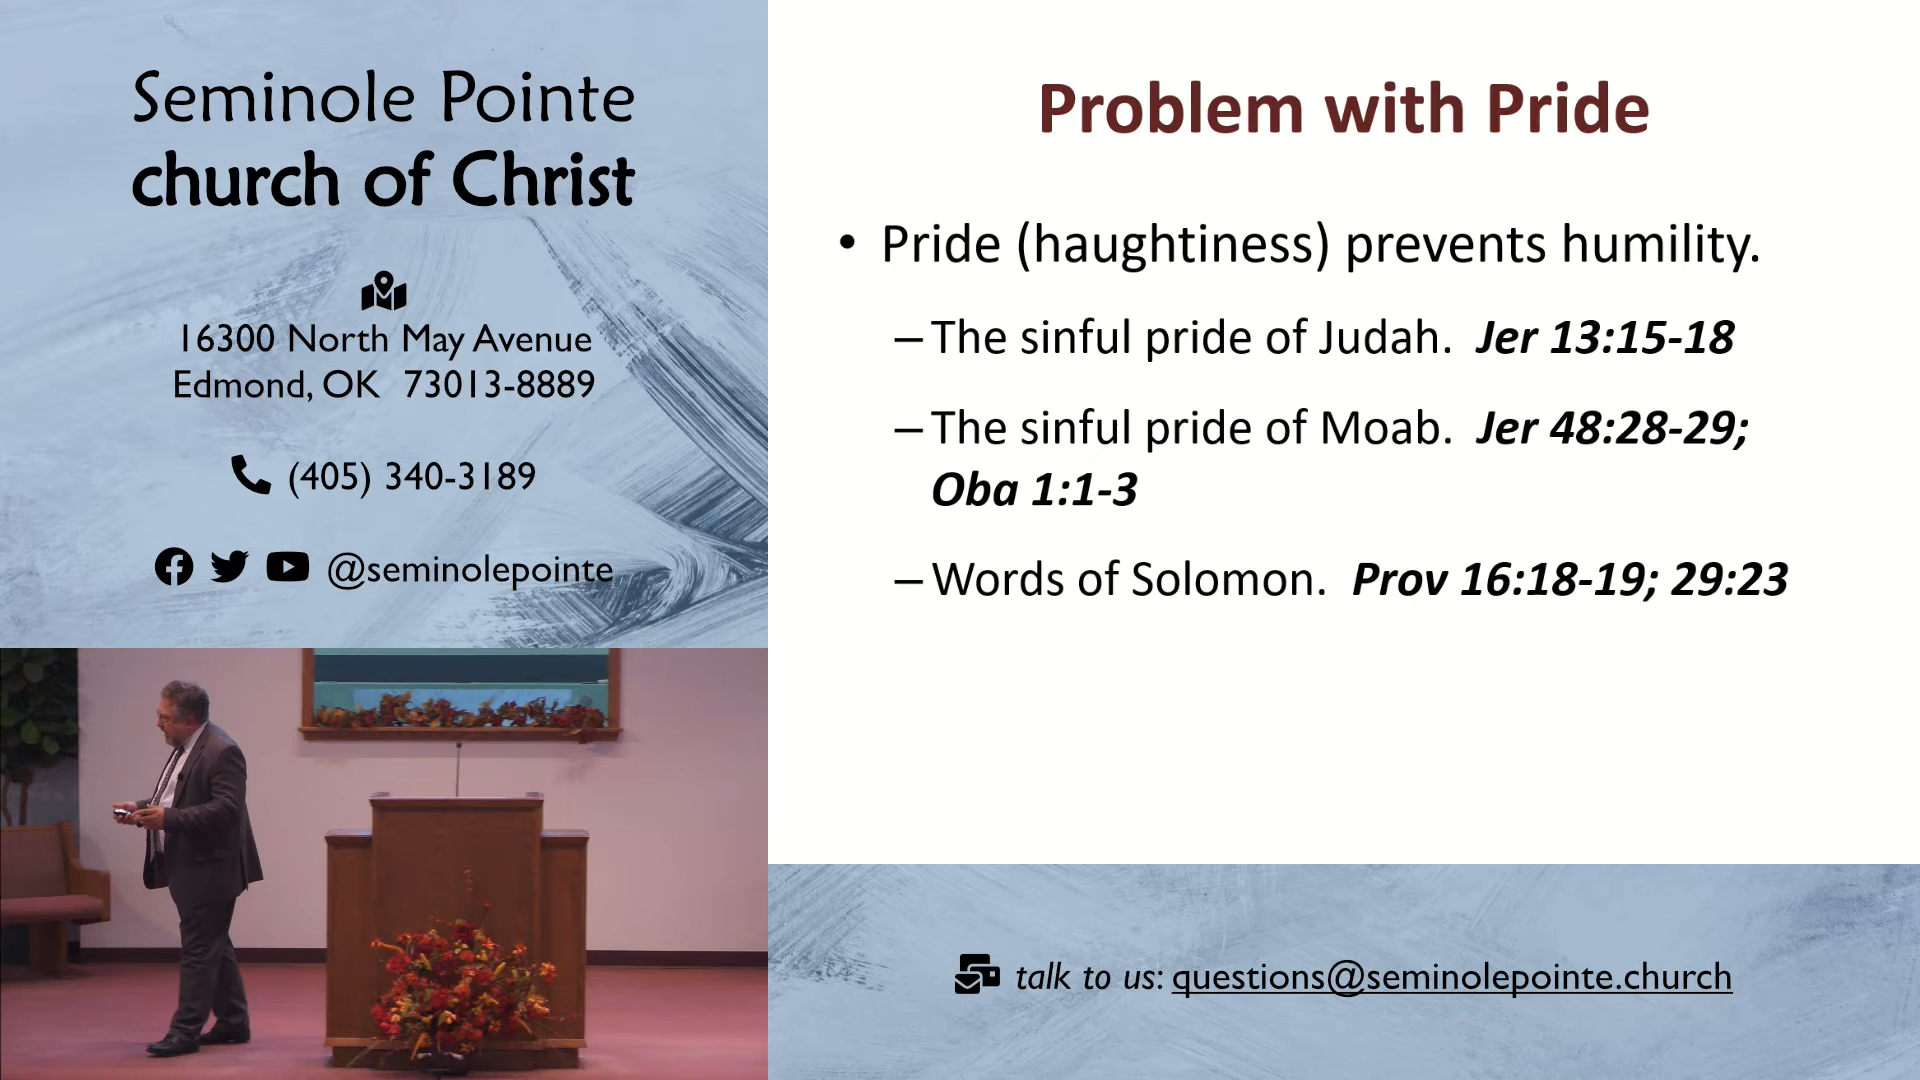 Seminole Pointe
church of Christ
16300 North May Avenue
Edmond, OK 73013-8889
(405) 340-3189
@seminolepointe
Problem with Pride
• Pride (haughtiness) prevents humility.
– The sinful pride of Judah. Jer 13:15-18
– The sinful pride of Moab. Jer 48:28-29;
Oba 1:1-3
– Words of Solomon. Prov 16:18-19; 29:23
talk to us: questions@seminolepointe.church